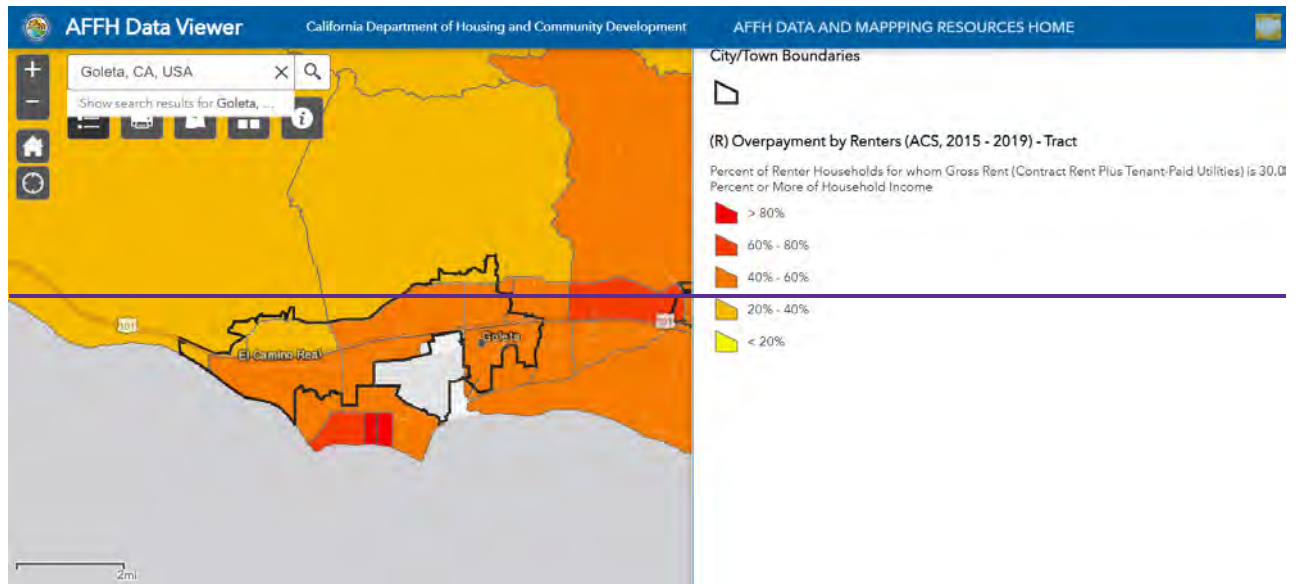 AFFH Data Viewer
California Department of Housing and Community Development
AFFH DATA AND MAPPPING RESOURCES HOME
Goleta, CA, USA
Show search results for Goleta, ...
City/Town Boundaries
(R) Overpayment by Renters (ACS, 2015 - 2019) - Tract
Percent of Renter Households for whom Gross Rent (Contract Rent Plus Tenant-Paid Utilities) is 30.0
Percent or More of Household Income
> 80%
60% - 80%
40% - 60%
20% - 40%
< 20%
101
101
Goleta
El Camino Real
2mi